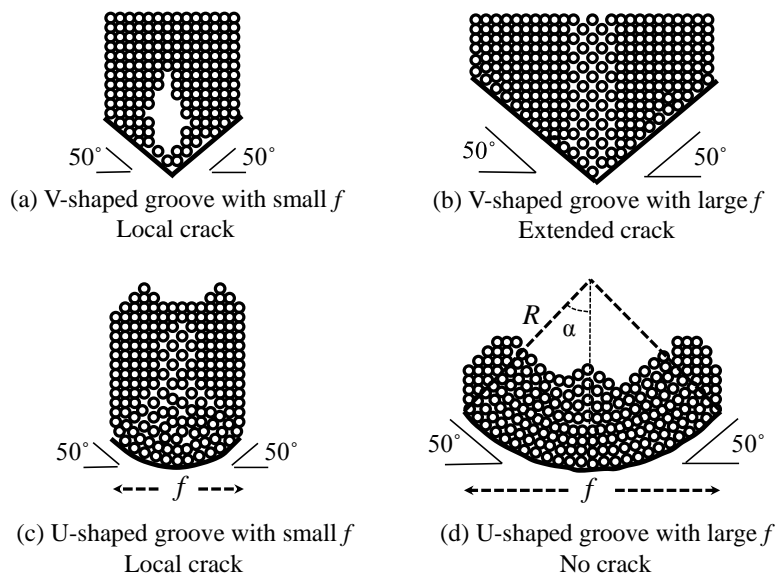 50˚ 50˚
(a) V-shaped groove with small f
Local crack
50˚ 50˚
(b) V-shaped groove with large f
Extended crack
50˚ 50˚
f
(c) U-shaped groove with small f
Local crack
R
α
50˚ 50˚
f
(d) U-shaped groove with large f
No crack